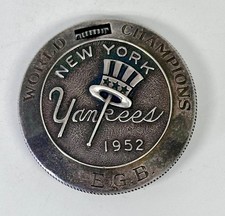 WORLD CHAMPIONS
NEW YORK
Yankees
1952
E.G.B.